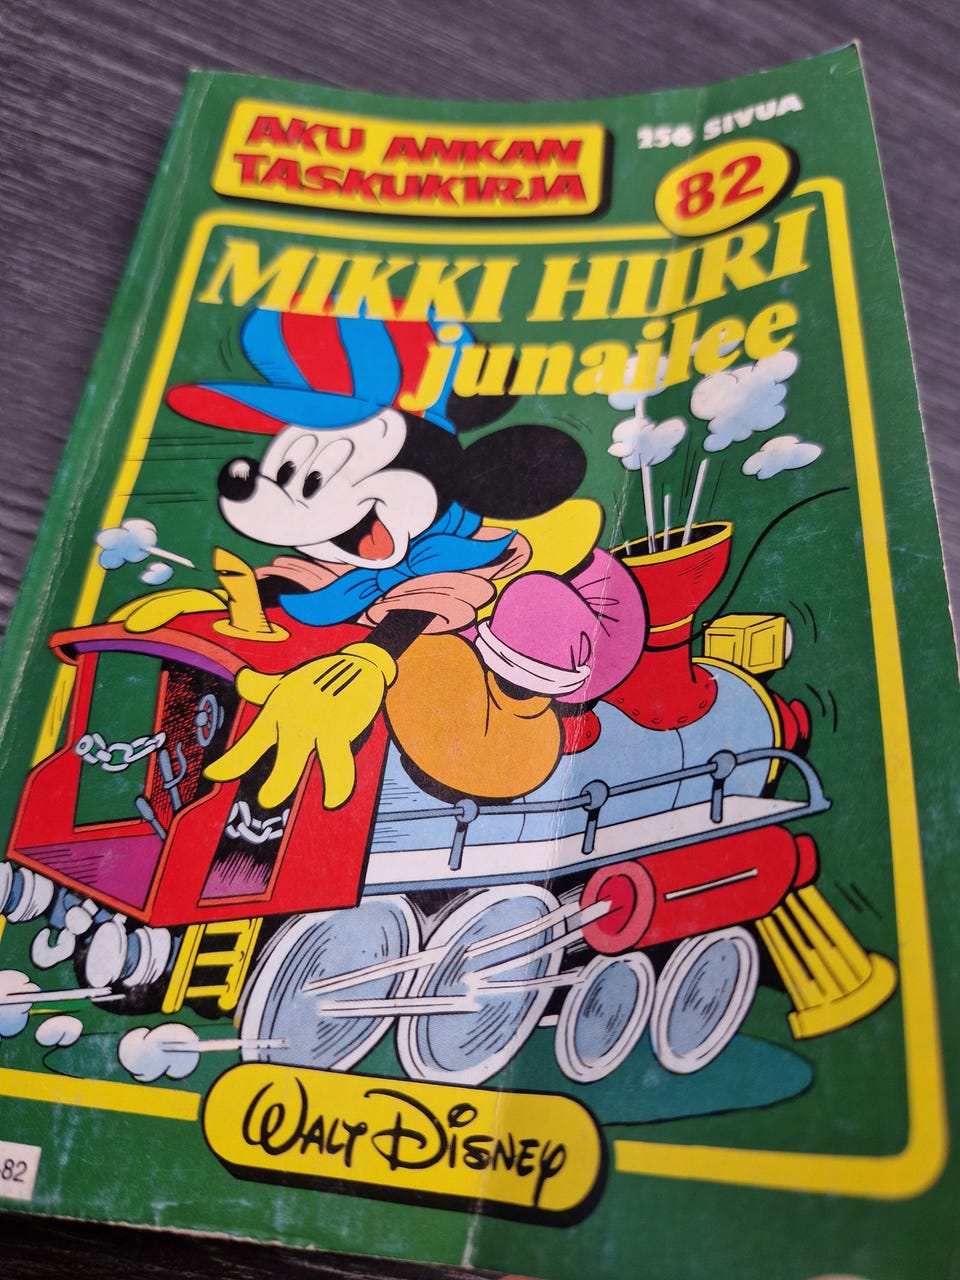 AKU ANKAN
TASKUKIRJA
256 SIVUA
82
MIKKI HIIRI
junailee
WALT DISNEY
-82